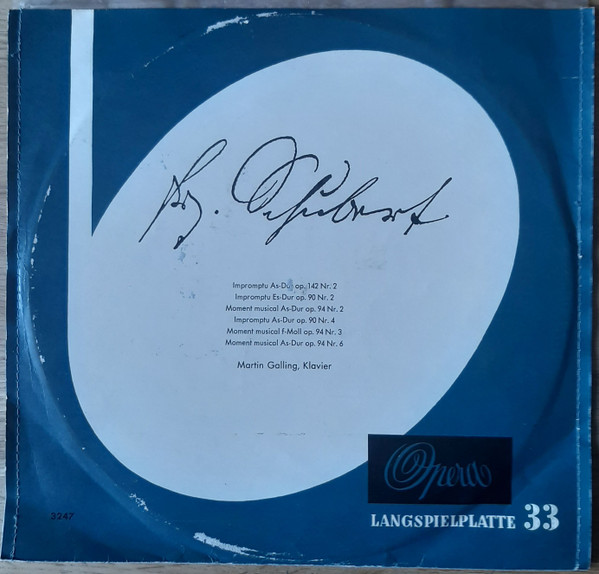 Frz. Schubert
Impromptu As-Dur op. 142 Nr. 2
Impromptu Es-Dur op. 90 Nr. 2
Moment musical As-Dur op. 94 Nr. 2
Impromptu As-Dur op. 90 Nr. 4
Moment musical f-Moll op. 94 Nr. 3
Moment musical As-Dur op. 94 Nr. 6
Martin Galling, Klavier
Opera
3247
LANGSPIELPLATTE 33